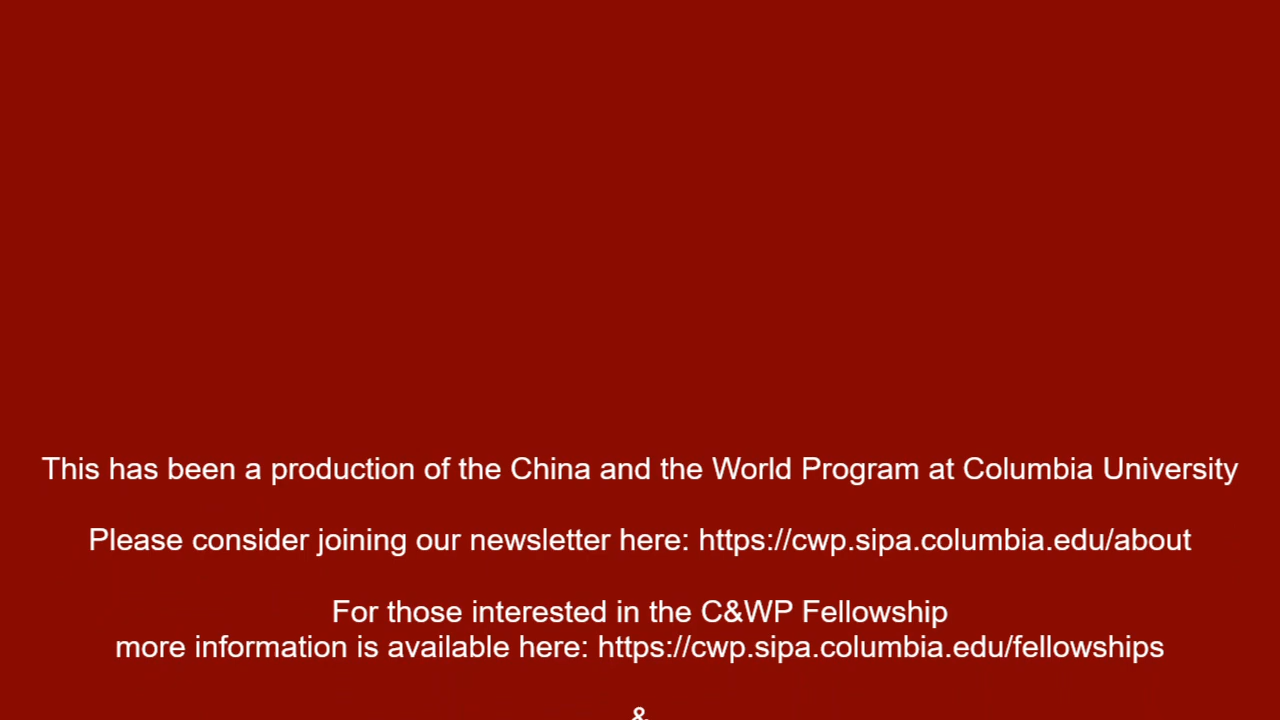 This has been a production of the China and the World Program at Columbia University
Please consider joining our newsletter here: https://cwp.sipa.columbia.edu/about
For those interested in the C&WP Fellowship
more information is available here: https://cwp.sipa.columbia.edu/fellowships
&